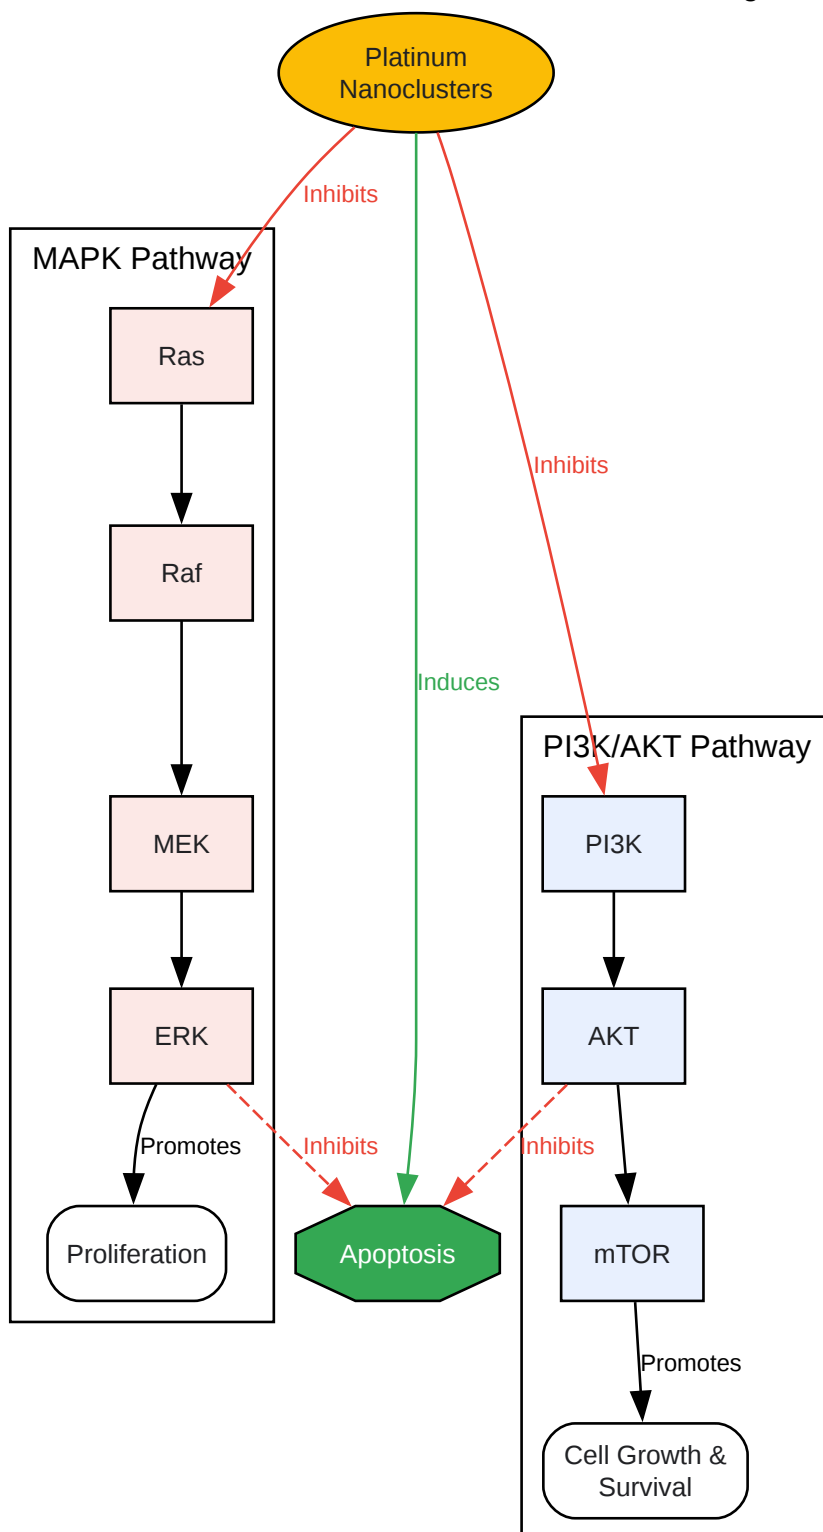 Platinum
Nanoclusters
Inhibits
MAPK Pathway
Ras
Inhibits
Raf
Induces
PI3K/AKT Pathway
MEK
PI3K
ERK
AKT
Promotes
Inhibits
Inhibits
Proliferation
Apoptosis
mTOR
Promotes
Cell Growth &
Survival